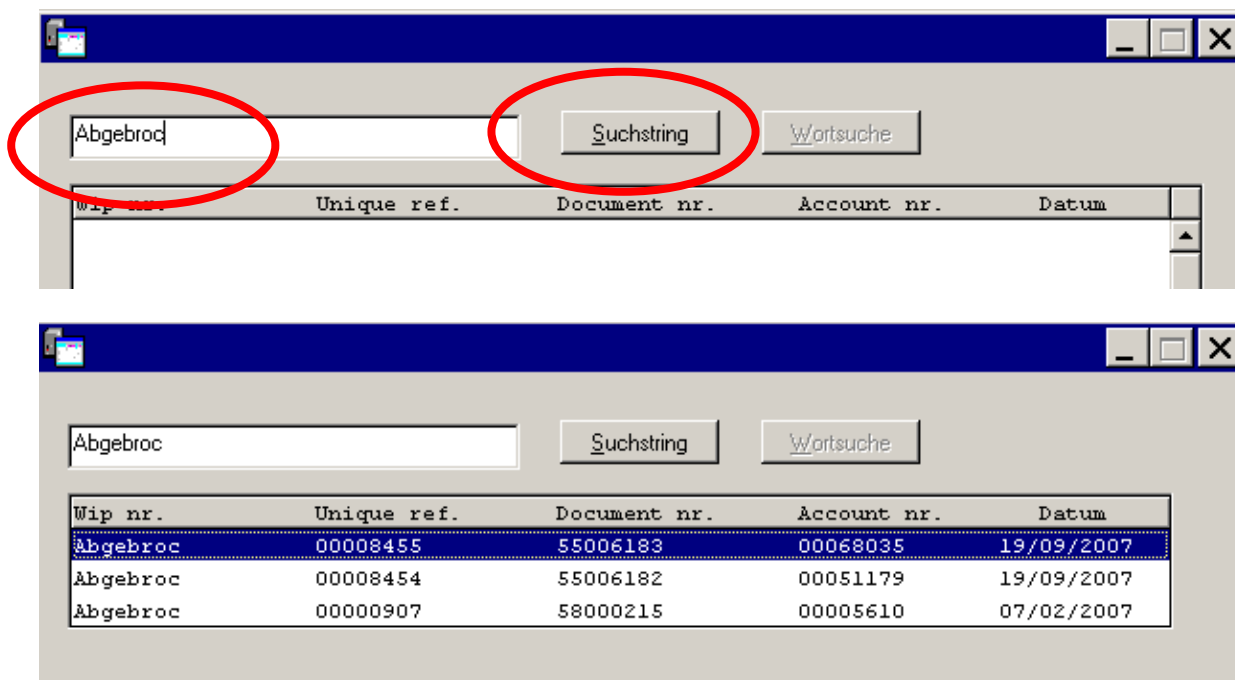 Abgebroc Suchstring Wortsuche
Wip nr. Unique ref. Document nr. Account nr. Datum
Abgebroc Suchstring Wortsuche
Wip nr. Unique ref. Document nr. Account nr. Datum
Abgebroc 00008455 55006183 00068035 19/09/2007
Abgebroc 00008454 55006182 00051179 19/09/2007
Abgebroc 00000907 58000215 00005610 07/02/2007